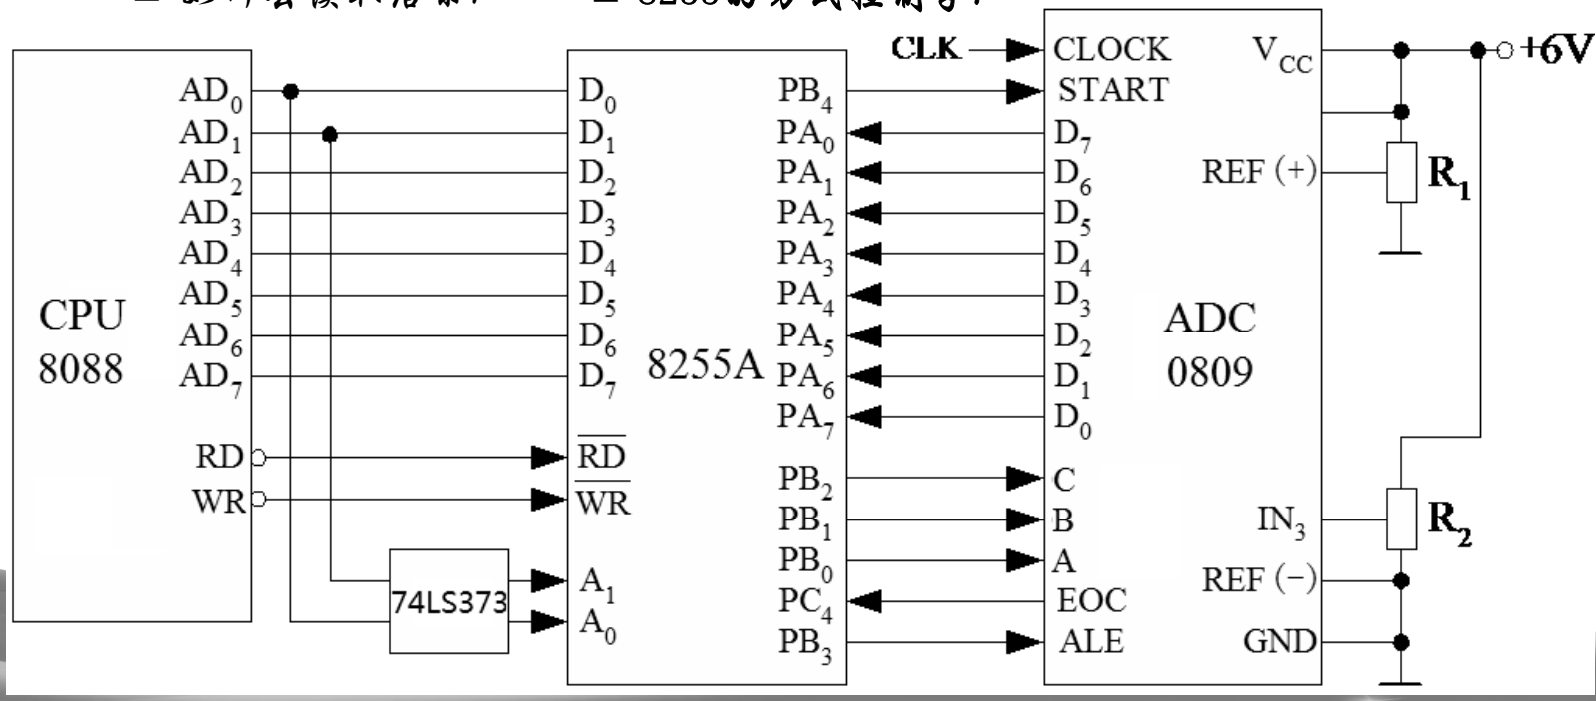 CLK CLOCK V CC +6V
AD0 D0 PB4 START
AD1 D1 PA0 D7
AD2 D2 PA1 D6 REF (+) R1
AD3 D3 PA2 D5
AD4 D4 PA3 D4
AD5 D5 PA4 D3
CPU ADC
AD6 D6 PA5 D2
8088 8255A 0809
AD7 D7 PA6 D1
PA7 D0
RD RD
PB2 C
WR WR PB1 B IN3 R2
PB0 A
A1 REF (−)
74LS373 PC4 EOC
A0 PB3 ALE GND